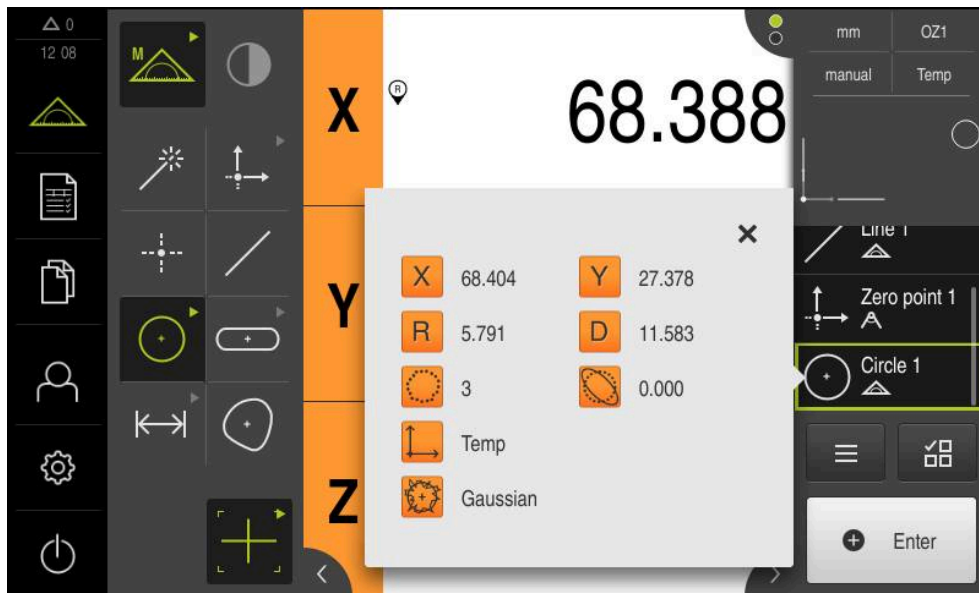 0
12 08
M
X
R
68.388
Y
Z
X 68.404 Y 27.378
R 5.791 D 11.583
3 0.000
Temp
Gaussian
mm OZ1
manual Temp
Line 1
Zero point 1
Circle 1
Enter